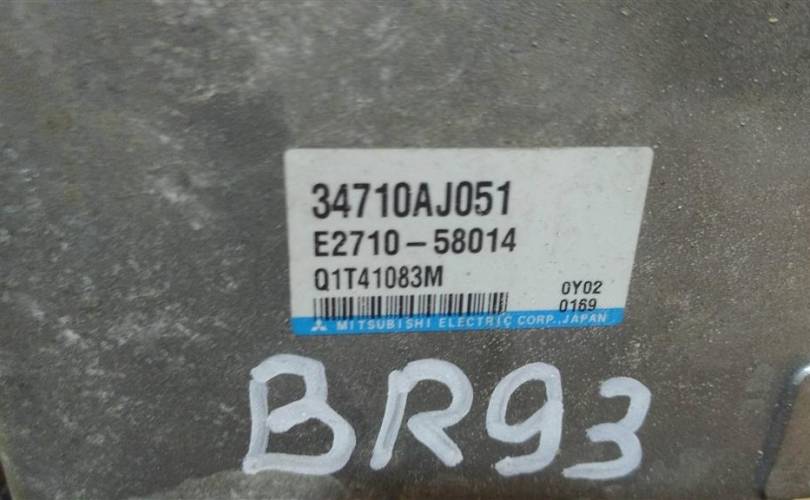 34710AJ051
E2710-58014
Q1T41083M
0Y02
0169
MITSUBISHI ELECTRIC CORP., JAPAN
BR93